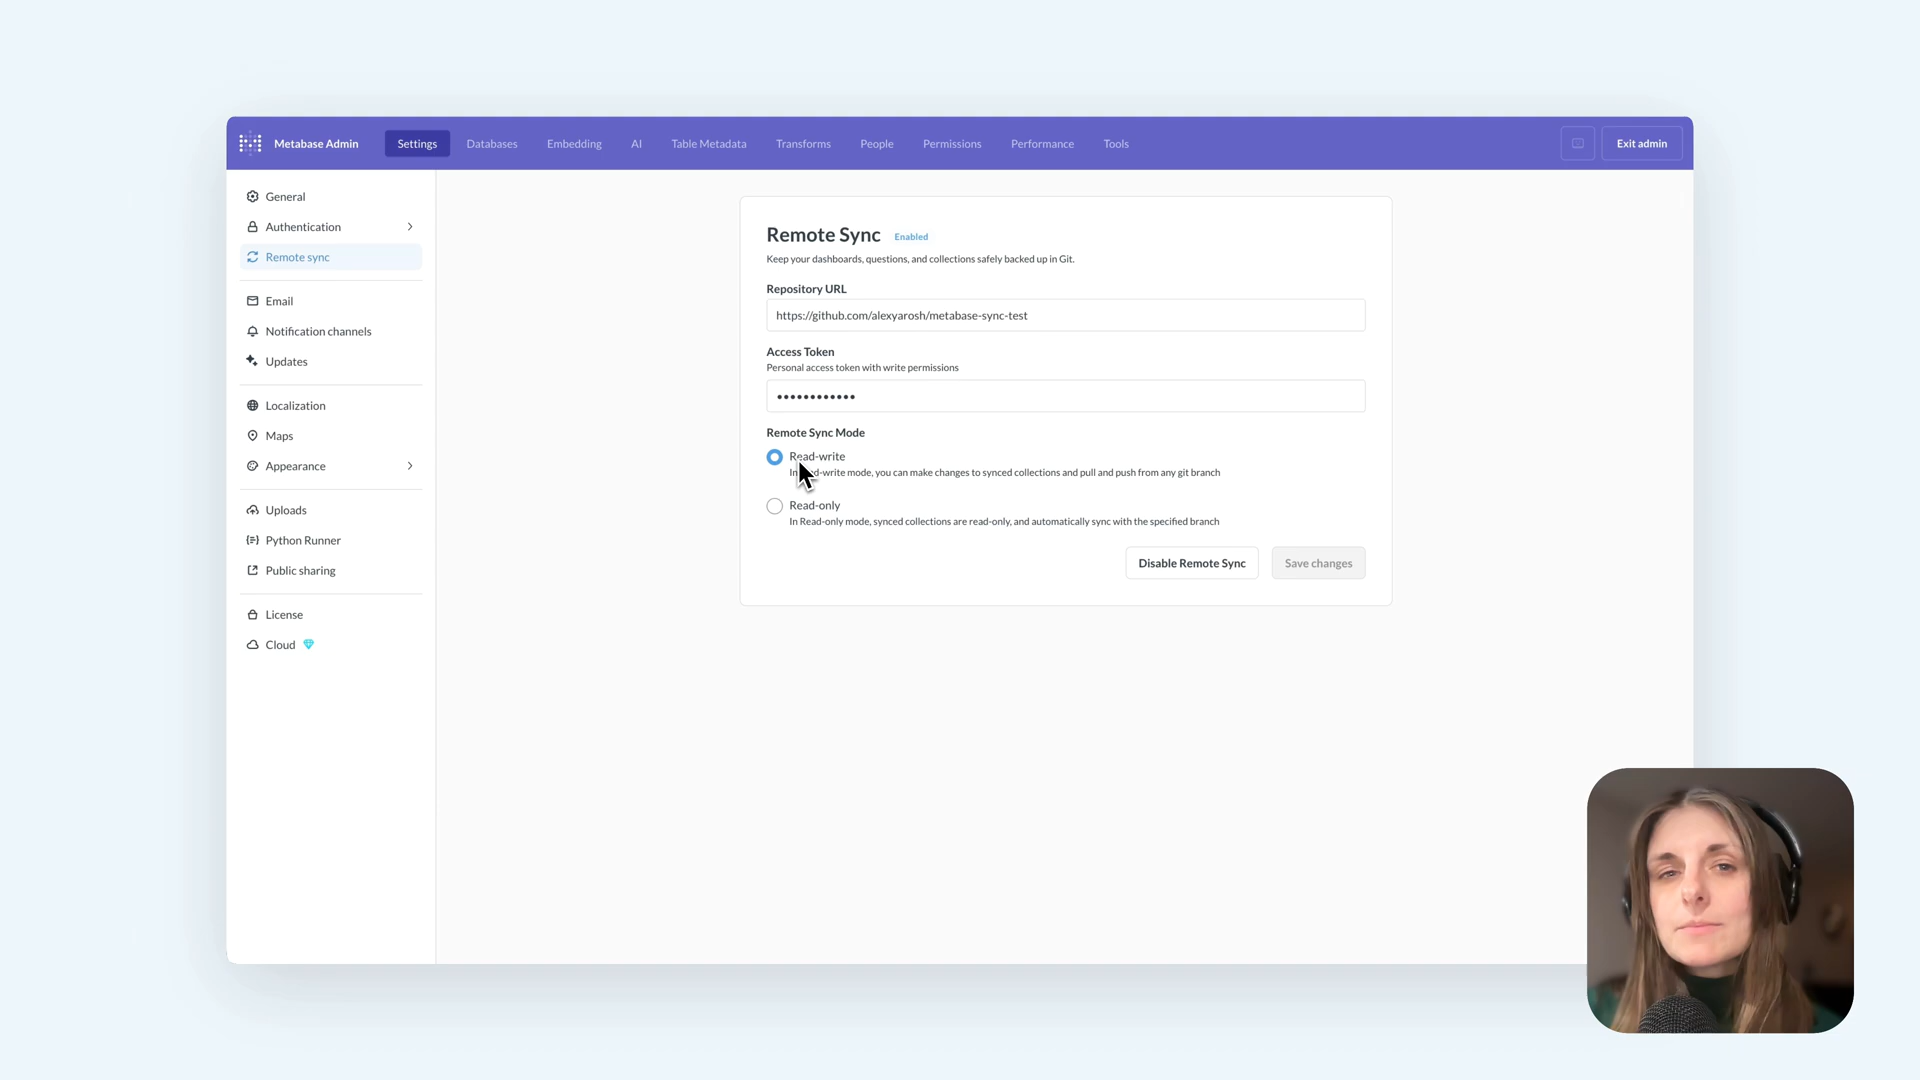 Metabase Admin
Settings
Databases
Embedding
AI
Table Metadata
Transforms
People
Permissions
Performance
Tools
Exit admin
General
Authentication
Remote sync
Email
Notification channels
Updates
Localization
Maps
Appearance
Uploads
Python Runner
Public sharing
License
Cloud
Remote Sync Enabled
Keep your dashboards, questions, and collections safely backed up in Git.
Repository URL
https://github.com/alexyarosh/metabase-sync-test
Access Token
Personal access token with write permissions
••••••••••••
Remote Sync Mode
Read-write
In d-write mode, you can make changes to synced collections and pull and push from any git branch
Read-only
In Read-only mode, synced collections are read-only, and automatically sync with the specified branch
Disable Remote Sync
Save changes